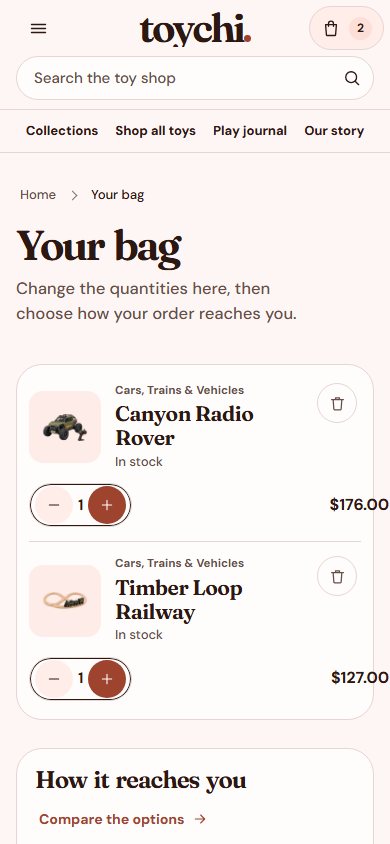 toychi.
2
Search the toy shop
Collections Shop all toys Play journal Our story
Home > Your bag
Your bag
Change the quantities here, then
choose how your order reaches you.
Cars, Trains & Vehicles
Canyon Radio
Rover
In stock
− 1 + $176.00
Cars, Trains & Vehicles
Timber Loop
Railway
In stock
− 1 + $127.00
How it reaches you
Compare the options →